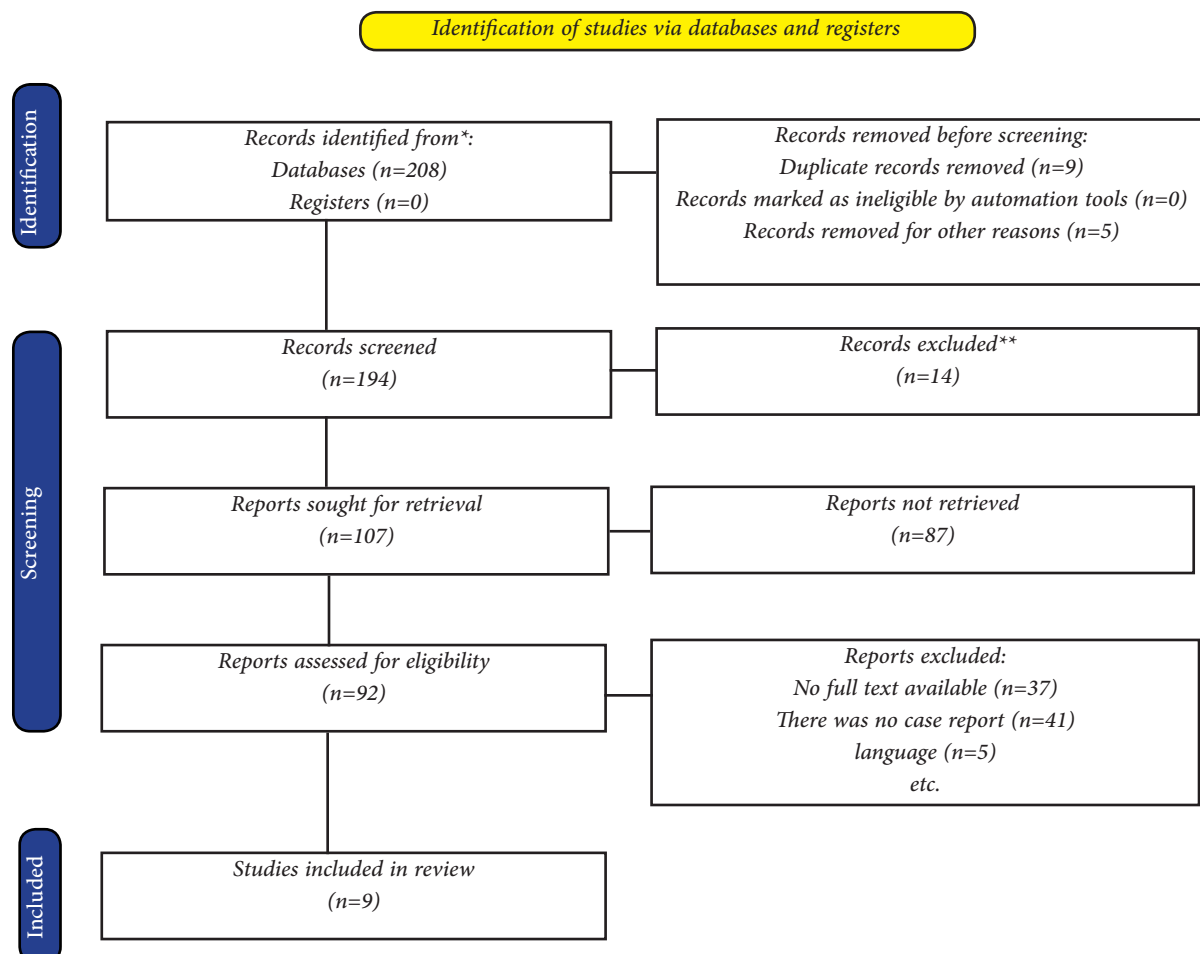 Identification of studies via databases and registers
Identification
Records identified from*:
Databases (n=208)
Registers (n=0)
Records removed before screening:
Duplicate records removed (n=9)
Records marked as ineligible by automation tools (n=0)
Records removed for other reasons (n=5)
Screening
Records screened
(n=194)
Records excluded**
(n=14)
Reports sought for retrieval
(n=107)
Reports not retrieved
(n=87)
Reports assessed for eligibility
(n=92)
Reports excluded:
No full text available (n=37)
There was no case report (n=41)
language (n=5)
etc.
Included
Studies included in review
(n=9)